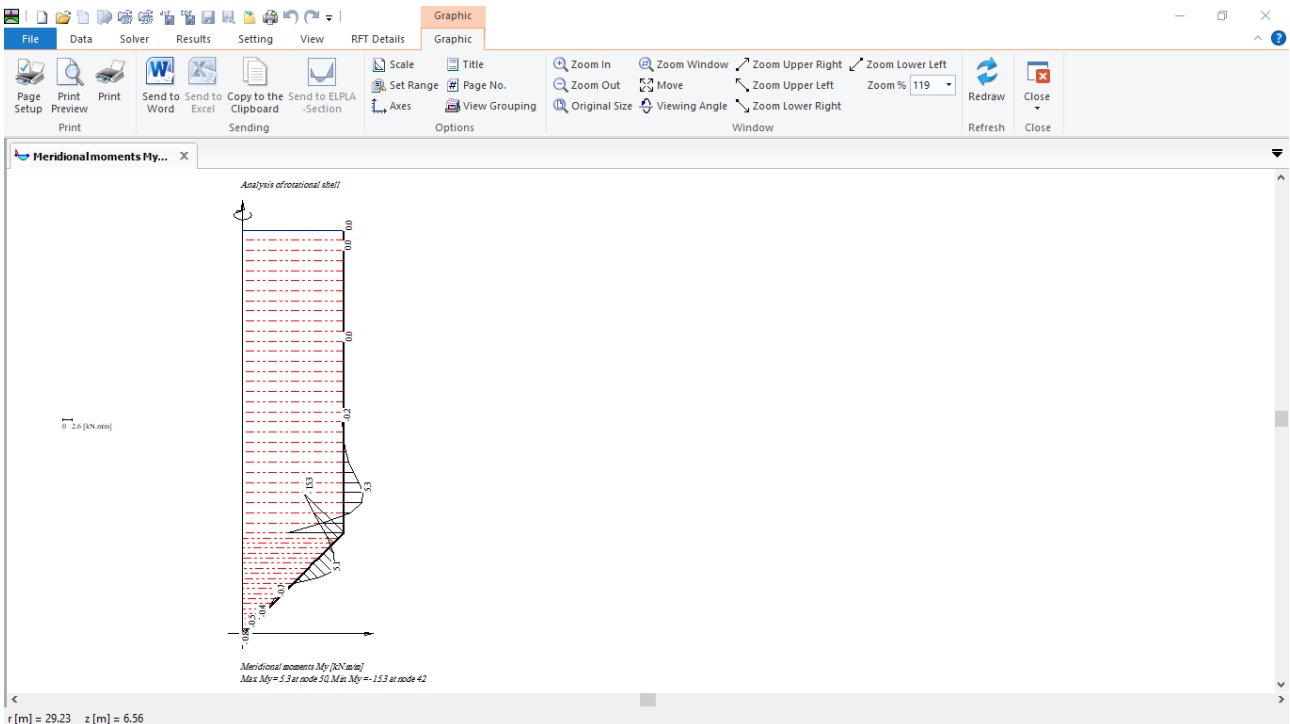 Graphic
File Data Solver Results Setting View RFT Details Graphic
Scale Title Zoom In Zoom Window Zoom Upper Right Zoom Lower Left
Set Range Page No. Zoom Out Move Zoom Upper Left Zoom % 119
Page Setup Print Preview Print Send to Word Send to Excel Copy to the Clipboard Send to ELPLA -Section Axes View Grouping Original Size Viewing Angle Zoom Lower Right Redraw Close
Print Sending Options Window Refresh Close
Meridional moments My... X
Analysis of rotational shell
0.0
0.0
0.0
-0.2
0 2.6 [kN.m/m]
-15.3
5.3
5.1
-0.4
-0.5
Meridional moments My [kN.m/m]
Max My = 5.3 at node 50, Min My = -15.3 at node 42
r [m] = 29.23 z [m] = 6.56